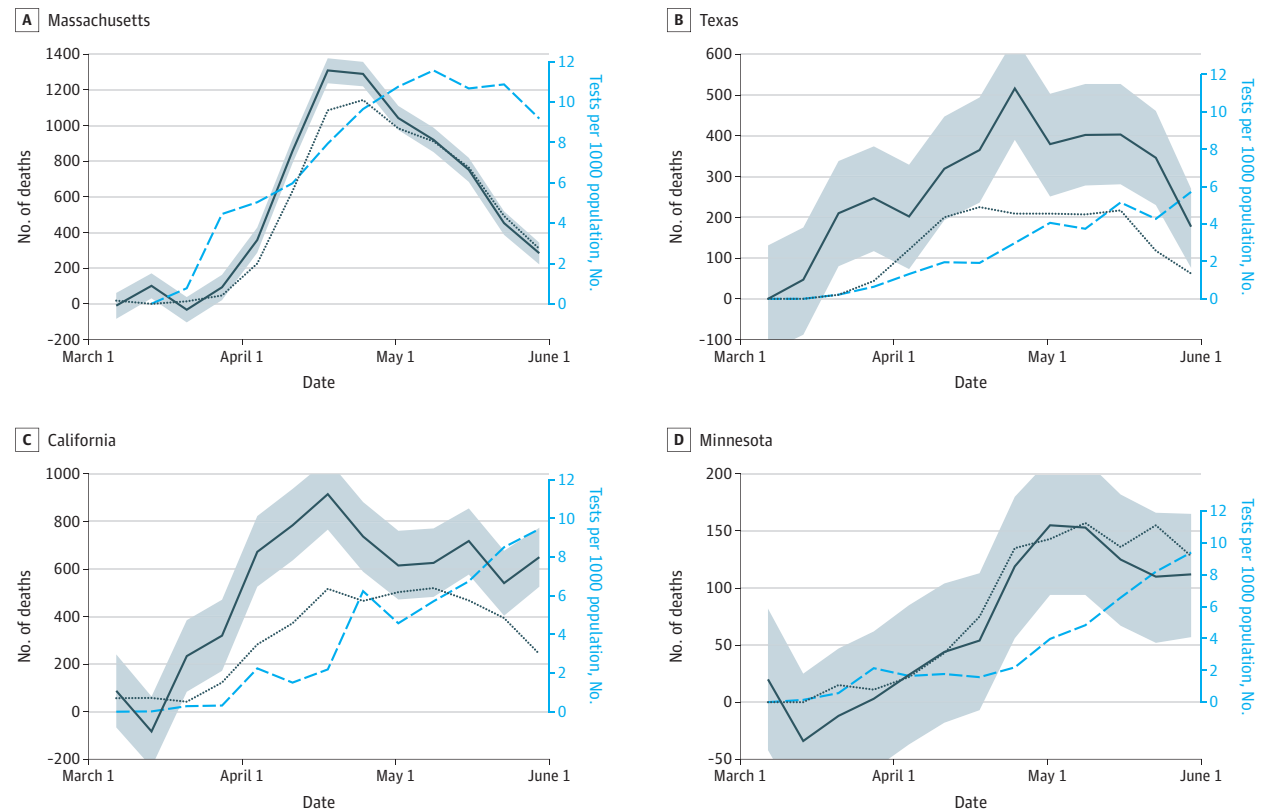 A Massachusetts
1400
1200
1000
800
600
400
200
0
-200
No. of deaths
12
10
8
6
4
2
0
Tests per 1000 population, No.
March 1
April 1
May 1
June 1
Date
B Texas
600
500
400
300
200
100
0
-100
No. of deaths
12
10
8
6
4
2
0
Tests per 1000 population, No.
March 1
April 1
May 1
June 1
Date
C California
1000
800
600
400
200
0
-200
No. of deaths
12
10
8
6
4
2
0
Tests per 1000 population, No.
March 1
April 1
May 1
June 1
Date
D Minnesota
200
150
100
50
0
-50
No. of deaths
12
10
8
6
4
2
0
Tests per 1000 population, No.
March 1
April 1
May 1
June 1
Date